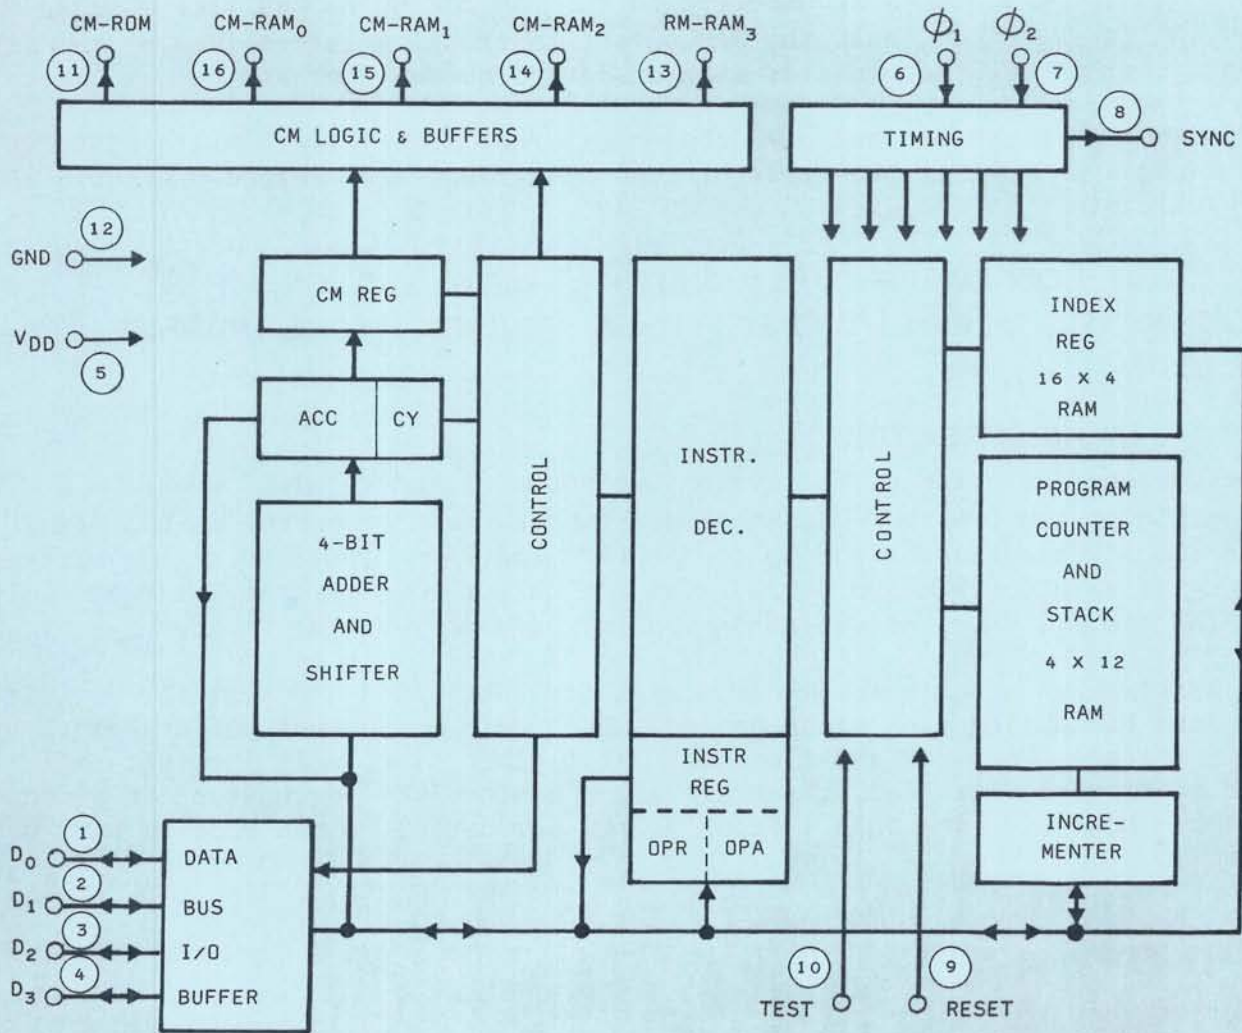 CM-ROM CM-RAM0 CM-RAM1 CM-RAM2 RM-RAM3 ϕ1 ϕ2
11 16 15 14 13 6 7
8
CM LOGIC & BUFFERS
TIMING
SYNC
12
GND
VDD
5
CM REG
ACC CY
4-BIT
ADDER
AND
SHIFTER
CONTROL
INSTR.
DEC.
INSTR
REG
OPR OPA
CONTROL
INDEX
REG
16 X 4
RAM
PROGRAM
COUNTER
AND
STACK
4 X 12
RAM
INCRE-
MENTER
1
D0
2
D1
3
D2
4
D3
DATA
BUS
I/O
BUFFER
10 9
TEST RESET